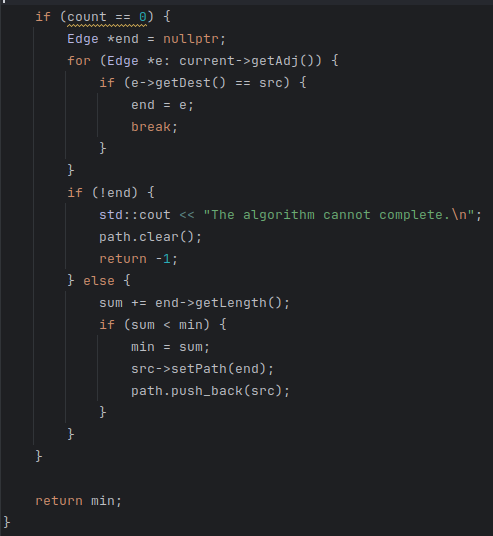 if (count == 0) {
    Edge *end = nullptr;
    for (Edge *e: current->getAdj()) {
        if (e->getDest() == src) {
            end = e;
            break;
        }
    }
    if (!end) {
        std::cout << "The algorithm cannot complete.\n";
        path.clear();
        return -1;
    } else {
        sum += end->getLength();
        if (sum < min) {
            min = sum;
            src->setPath(end);
            path.push_back(src);
        }
    }
}

return min;
}